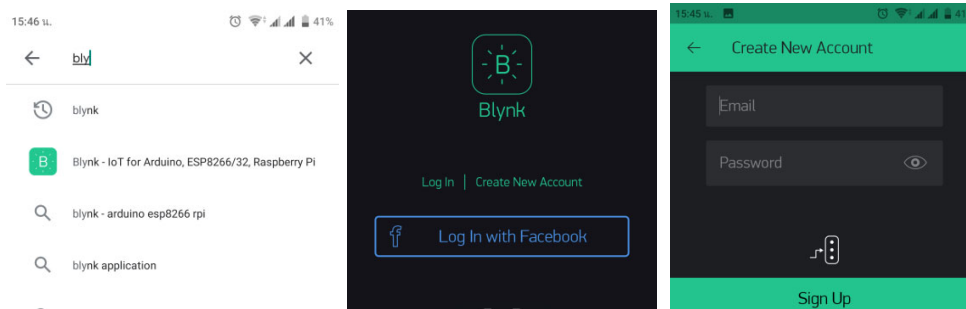 15:46 น.
41%
bly
blynk
Blynk - IoT for Arduino, ESP8266/32, Raspberry Pi
blynk - arduino esp8266 rpi
blynk application
B
Blynk
Log In | Create New Account
f Log In with Facebook
15:45 น.
41
Create New Account
Email
Password
Sign Up